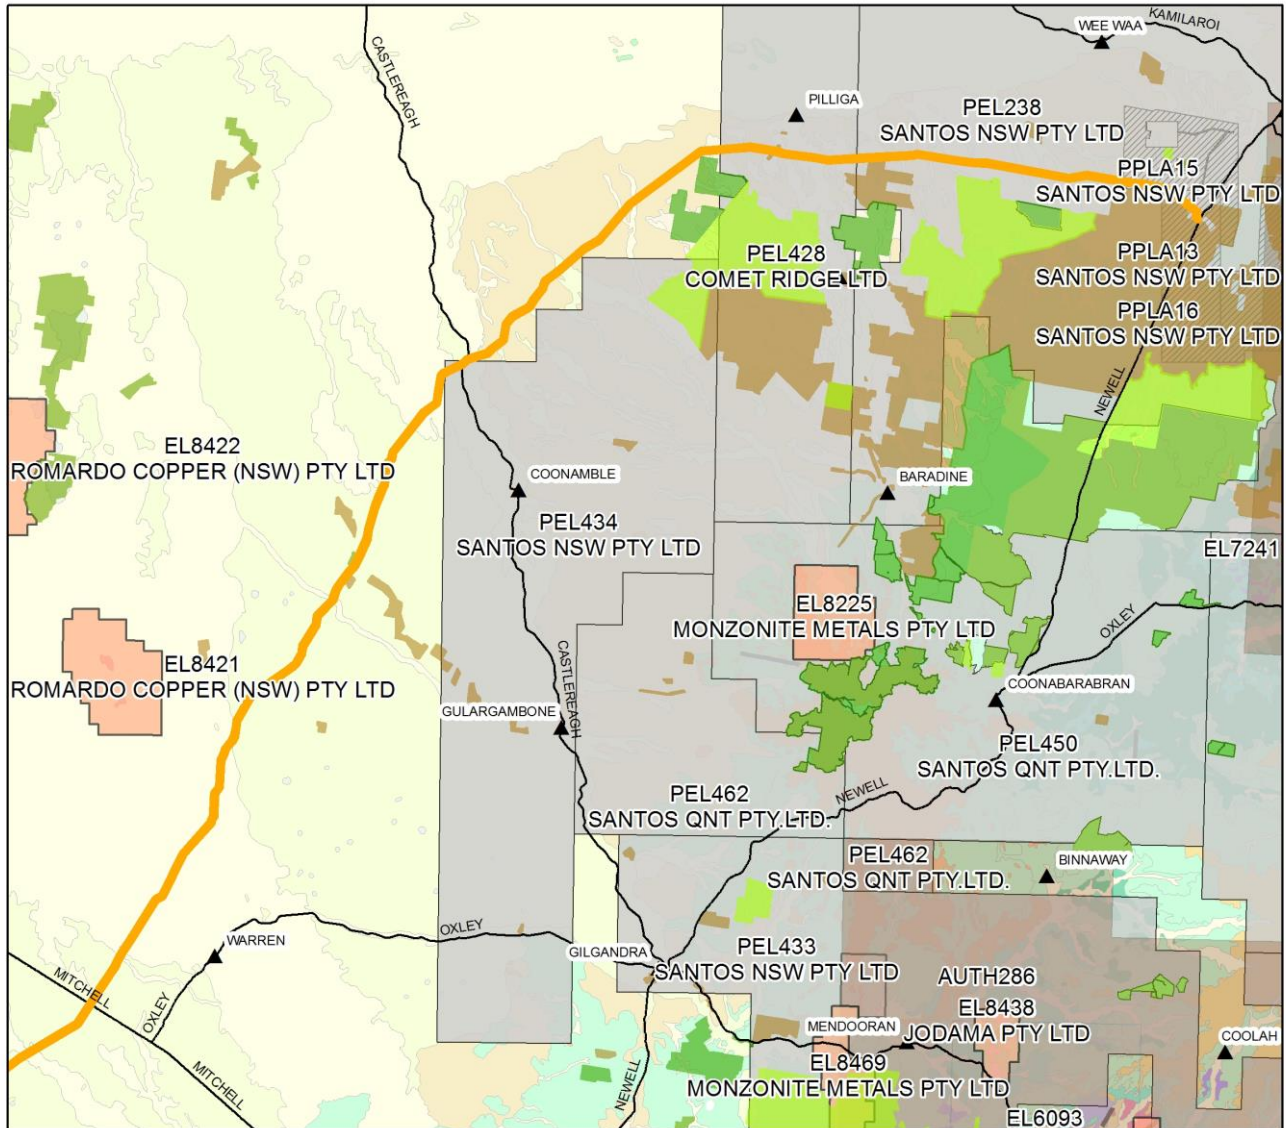 KAMILAROI
WEE WAA
CASTLEREAGH
PILLIGA
PEL238
SANTOS NSW PTY LTD
PPLA15
SANTOS NSW PTY LTD
PEL428
COMET RIDGE LTD
PPLA13
SANTOS NSW PTY LTD
PPLA16
SANTOS NSW PTY LTD
NEWELL
EL8422
ROMARDO COPPER (NSW) PTY LTD
COONAMBLE
BARADINE
PEL434
SANTOS NSW PTY LTD
EL7241
EL8225
MONZONITE METALS PTY LTD
OXLEY
EL8421
ROMARDO COPPER (NSW) PTY LTD
CASTLEREAGH
COONABARABRAN
GULARGAMBONE
PEL450
SANTOS QNT PTY.LTD.
PEL462
SANTOS QNT PTY.LTD.
NEWELL
PEL462
SANTOS QNT PTY.LTD.
BINNAWAY
OXLEY
WARREN
GILGANDRA
PEL433
SANTOS NSW PTY LTD
AUTH286
MITCHELL
OXLEY
EL8438
JODAMA PTY LTD
MENDOORAN
COOLAH
MITCHELL
NEWELL
EL8469
MONZONITE METALS PTY LTD
EL6093